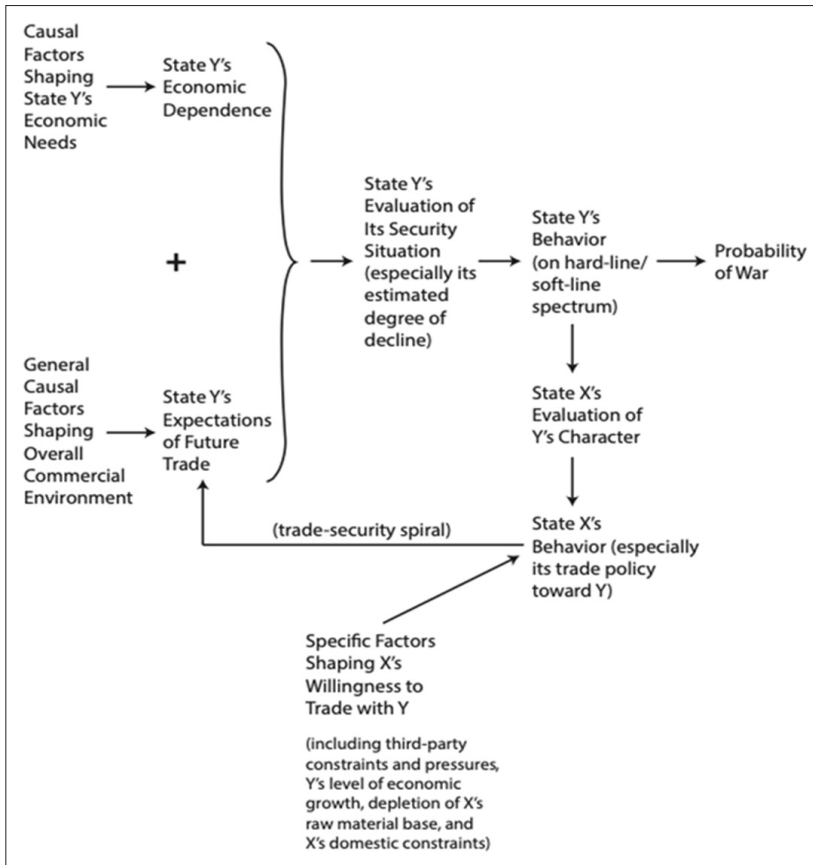 Causal
Factors
Shaping
State Y's
Economic
Needs
State Y's
Economic
Dependence
+
General
Causal
Factors
Shaping
Overall
Commercial
Environment
State Y's
Expectations
of Future
Trade
State Y's
Evaluation of
Its Security
Situation
(especially its
estimated
degree of
decline)
State Y's
Behavior
(on hard-line/
soft-line
spectrum)
Probability
of War
State X's
Evaluation of
Y's Character
State X's
Behavior (especially
its trade policy
toward Y)
(trade-security spiral)
Specific Factors
Shaping X's
Willingness to
Trade with Y
(including third-party
constraints and pressures,
Y's level of economic
growth, depletion of X's
raw material base, and
X's domestic constraints)